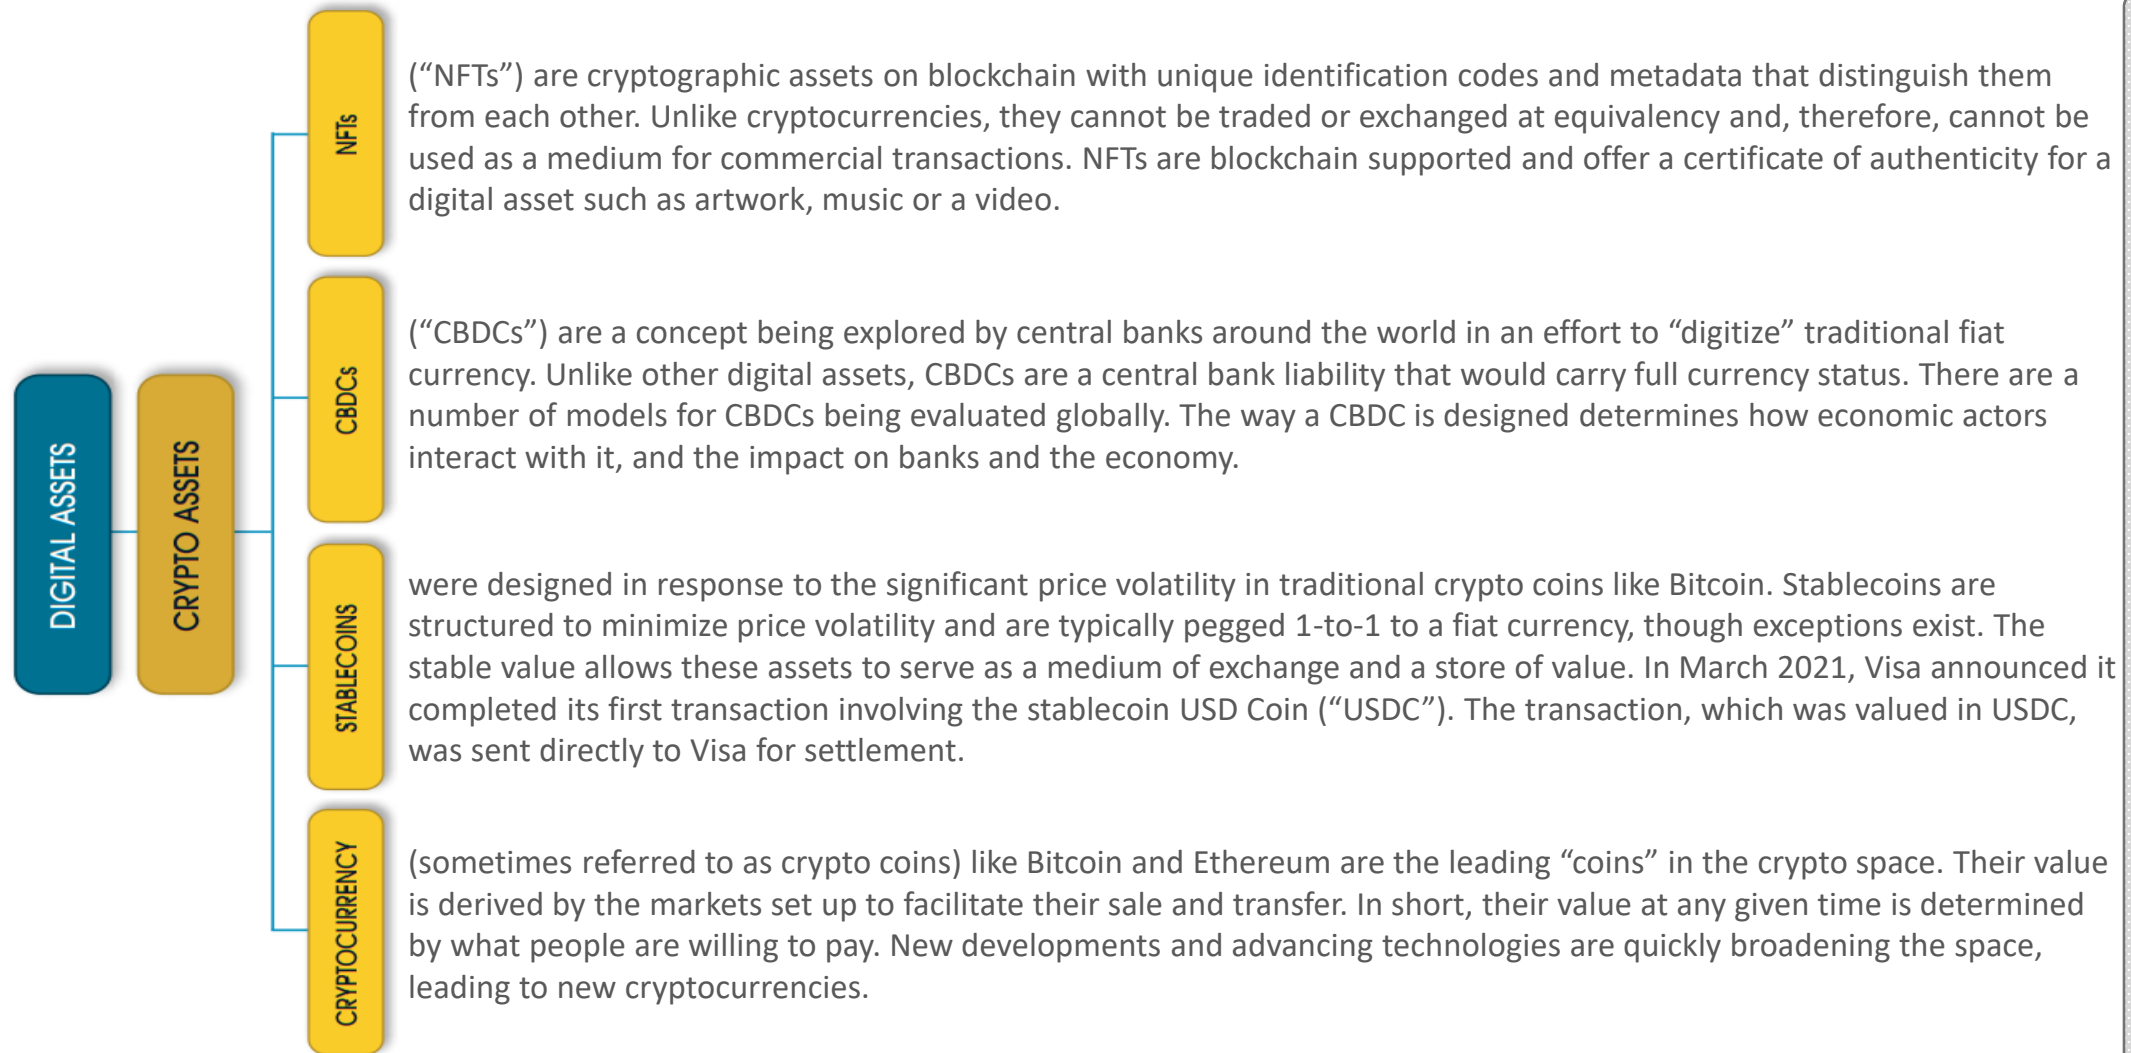 DIGITAL ASSETS
CRYPTO ASSETS
NFTs
(“NFTs”) are cryptographic assets on blockchain with unique identification codes and metadata that distinguish them
from each other. Unlike cryptocurrencies, they cannot be traded or exchanged at equivalency and, therefore, cannot be
used as a medium for commercial transactions. NFTs are blockchain supported and offer a certificate of authenticity for a
digital asset such as artwork, music or a video.
CBDCs
(“CBDCs”) are a concept being explored by central banks around the world in an effort to “digitize” traditional fiat
currency. Unlike other digital assets, CBDCs are a central bank liability that would carry full currency status. There are a
number of models for CBDCs being evaluated globally. The way a CBDC is designed determines how economic actors
interact with it, and the impact on banks and the economy.
STABLECOINS
were designed in response to the significant price volatility in traditional crypto coins like Bitcoin. Stablecoins are
structured to minimize price volatility and are typically pegged 1-to-1 to a fiat currency, though exceptions exist. The
stable value allows these assets to serve as a medium of exchange and a store of value. In March 2021, Visa announced it
completed its first transaction involving the stablecoin USD Coin (“USDC”). The transaction, which was valued in USDC,
was sent directly to Visa for settlement.
CRYPTOCURRENCY
(sometimes referred to as crypto coins) like Bitcoin and Ethereum are the leading “coins” in the crypto space. Their value
is derived by the markets set up to facilitate their sale and transfer. In short, their value at any given time is determined
by what people are willing to pay. New developments and advancing technologies are quickly broadening the space,
leading to new cryptocurrencies.